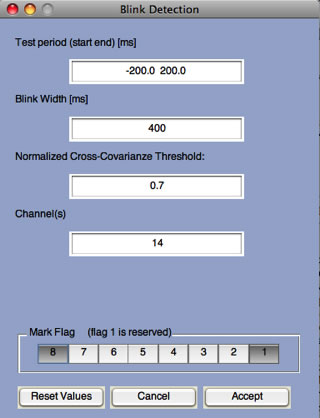 Blink Detection
Test period (start end) [ms]
-200.0 200.0
Blink Width [ms]
400
Normalized Cross-Covarianze Threshold:
0.7
Channel(s)
14
Mark Flag (flag 1 is reserved)
8 7 6 5 4 3 2 1
Reset Values Cancel Accept